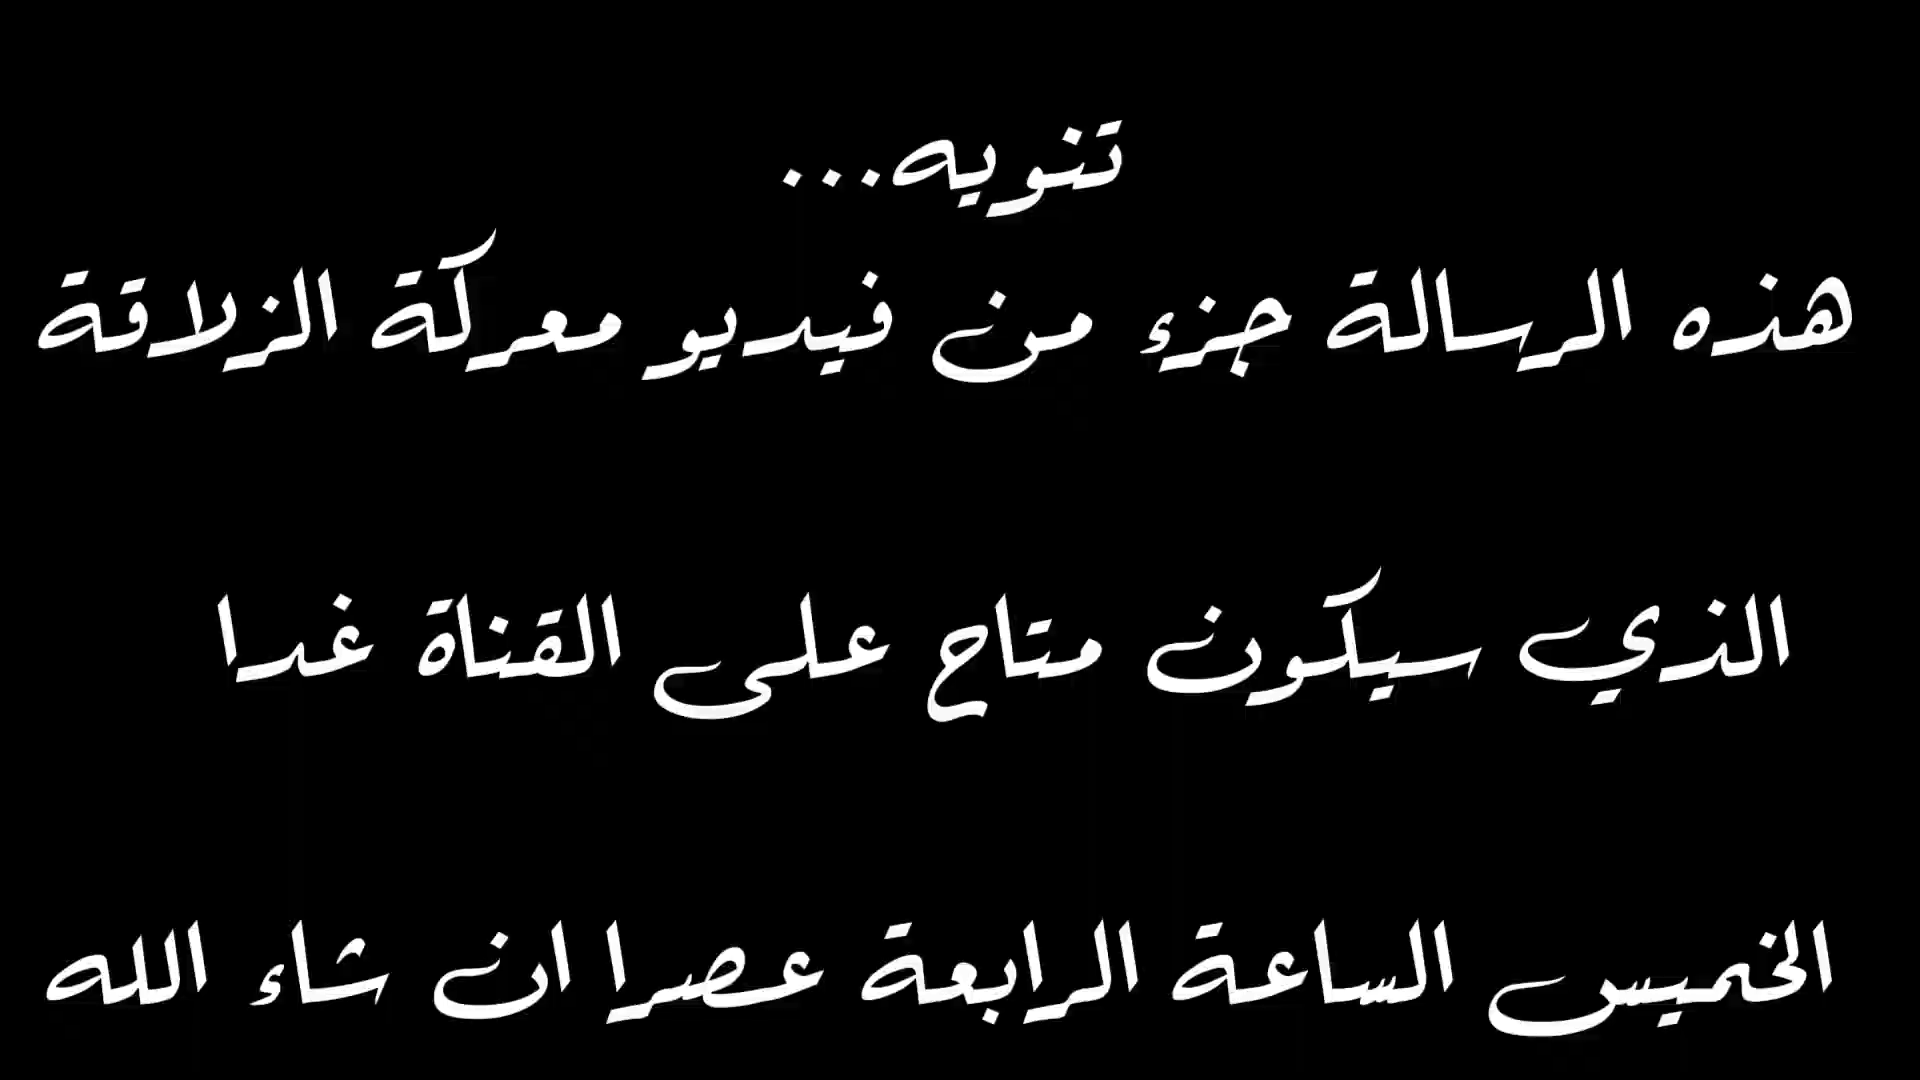 تنويه...
هذه الرسالة جزء من فيديو معركة الزلاقة
الذي سيكون متاح على القناة غدا
الخميس الساعة الرابعة عصرا ان شاء الله